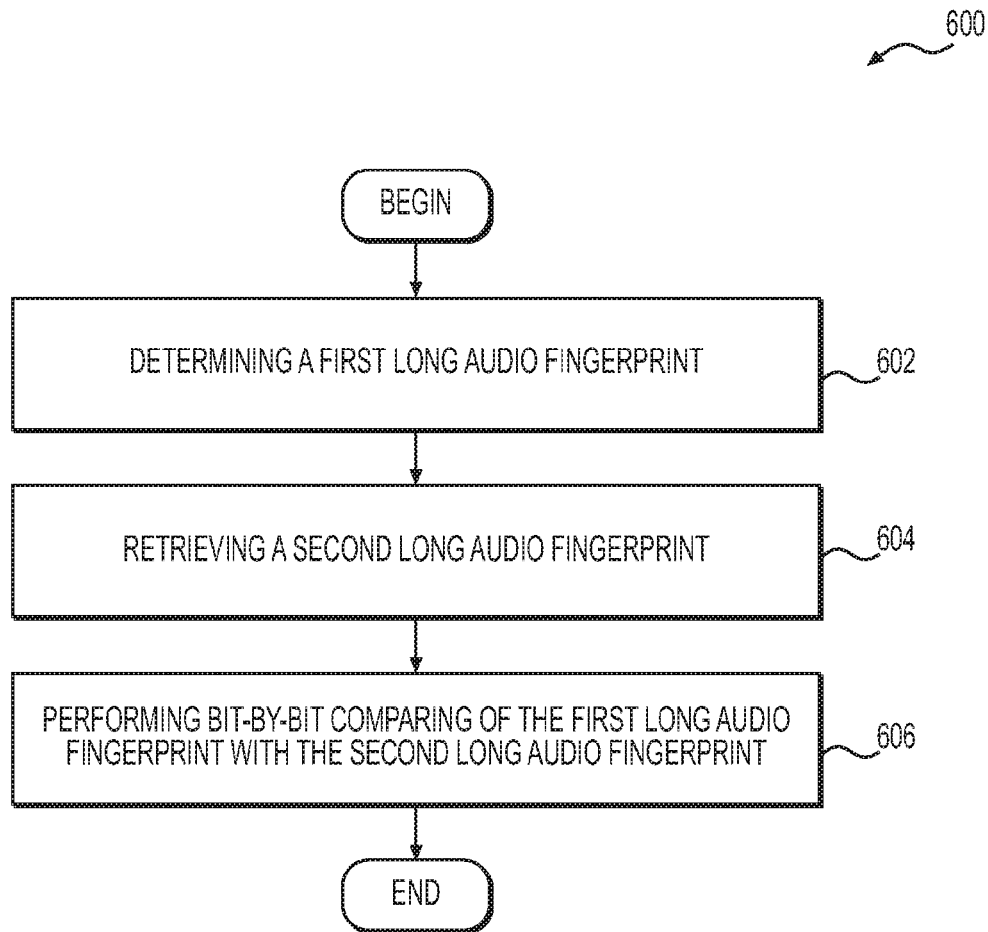 600
BEGIN
DETERMINING A FIRST LONG AUDIO FINGERPRINT
602
RETRIEVING A SECOND LONG AUDIO FINGERPRINT
604
PERFORMING BIT-BY-BIT COMPARING OF THE FIRST LONG AUDIO
FINGERPRINT WITH THE SECOND LONG AUDIO FINGERPRINT
606
END